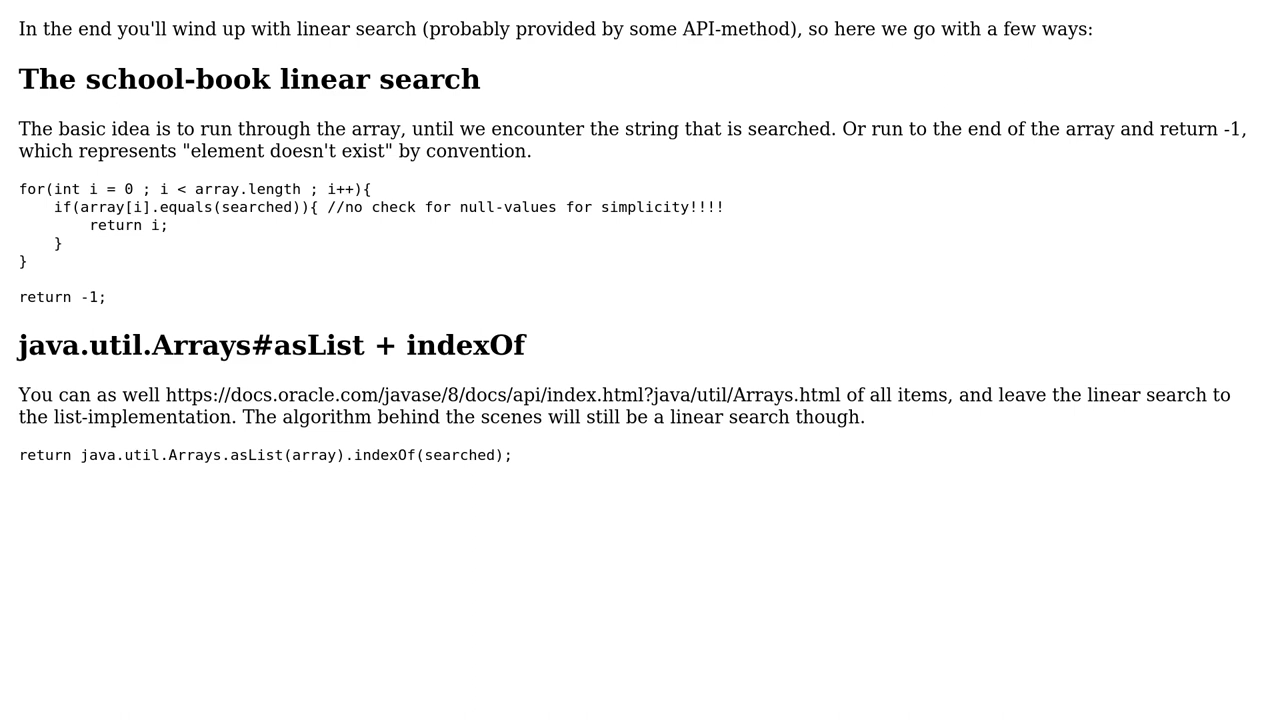 In the end you'll wind up with linear search (probably provided by some API-method), so here we go with a few ways:
The school-book linear search
The basic idea is to run through the array, until we encounter the string that is searched. Or run to the end of the array and return -1,
which represents "element doesn't exist" by convention.
for(int i = 0 ; i < array.length ; i++){
    if(array[i].equals(searched)){ //no check for null-values for simplicity!!!!
        return i;
    }
}

return -1;
java.util.Arrays#asList + indexOf
You can as well https://docs.oracle.com/javase/8/docs/api/index.html?java/util/Arrays.html of all items, and leave the linear search to
the list-implementation. The algorithm behind the scenes will still be a linear search though.
return java.util.Arrays.asList(array).indexOf(searched);